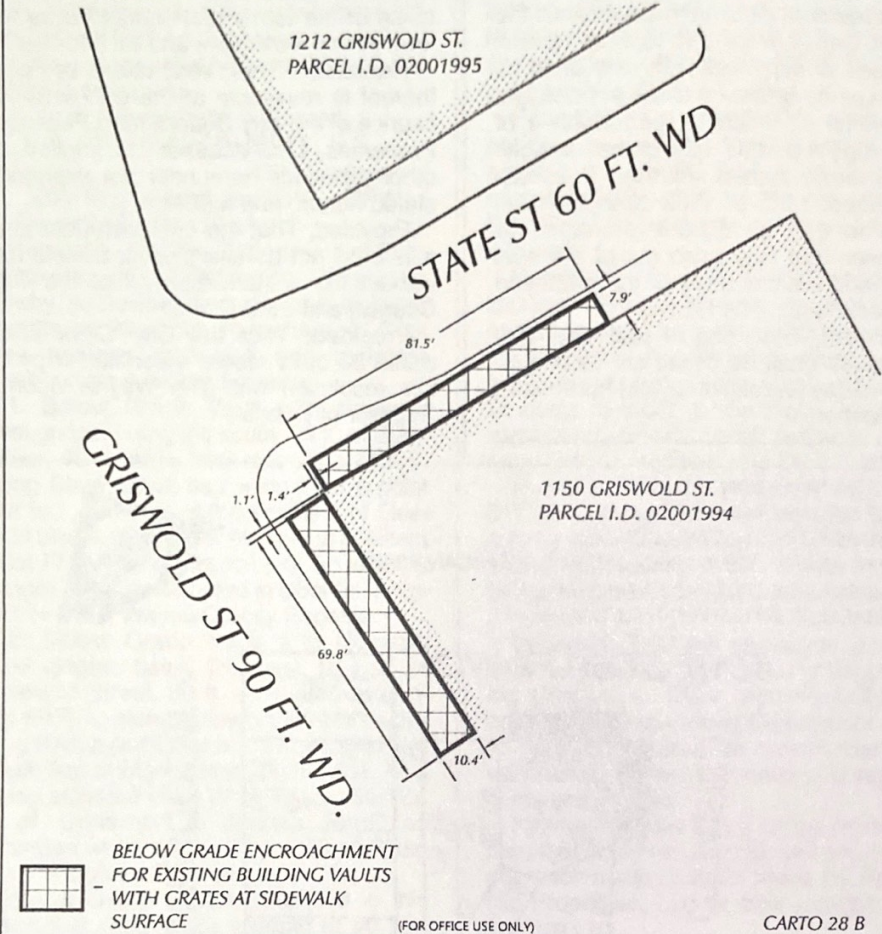 1212 GRISWOLD ST.
PARCEL I.D. 02001995
STATE ST 60 FT. WD
7.9'
81.5'
1150 GRISWOLD ST.
PARCEL I.D. 02001994
1.1'
1.4'
GRISWOLD ST 90 FT. WD.
69.8'
10.4'
- BELOW GRADE ENCROACHMENT
FOR EXISTING BUILDING VAULTS
WITH GRATES AT SIDEWALK
SURFACE
(FOR OFFICE USE ONLY)
CARTO 28 B